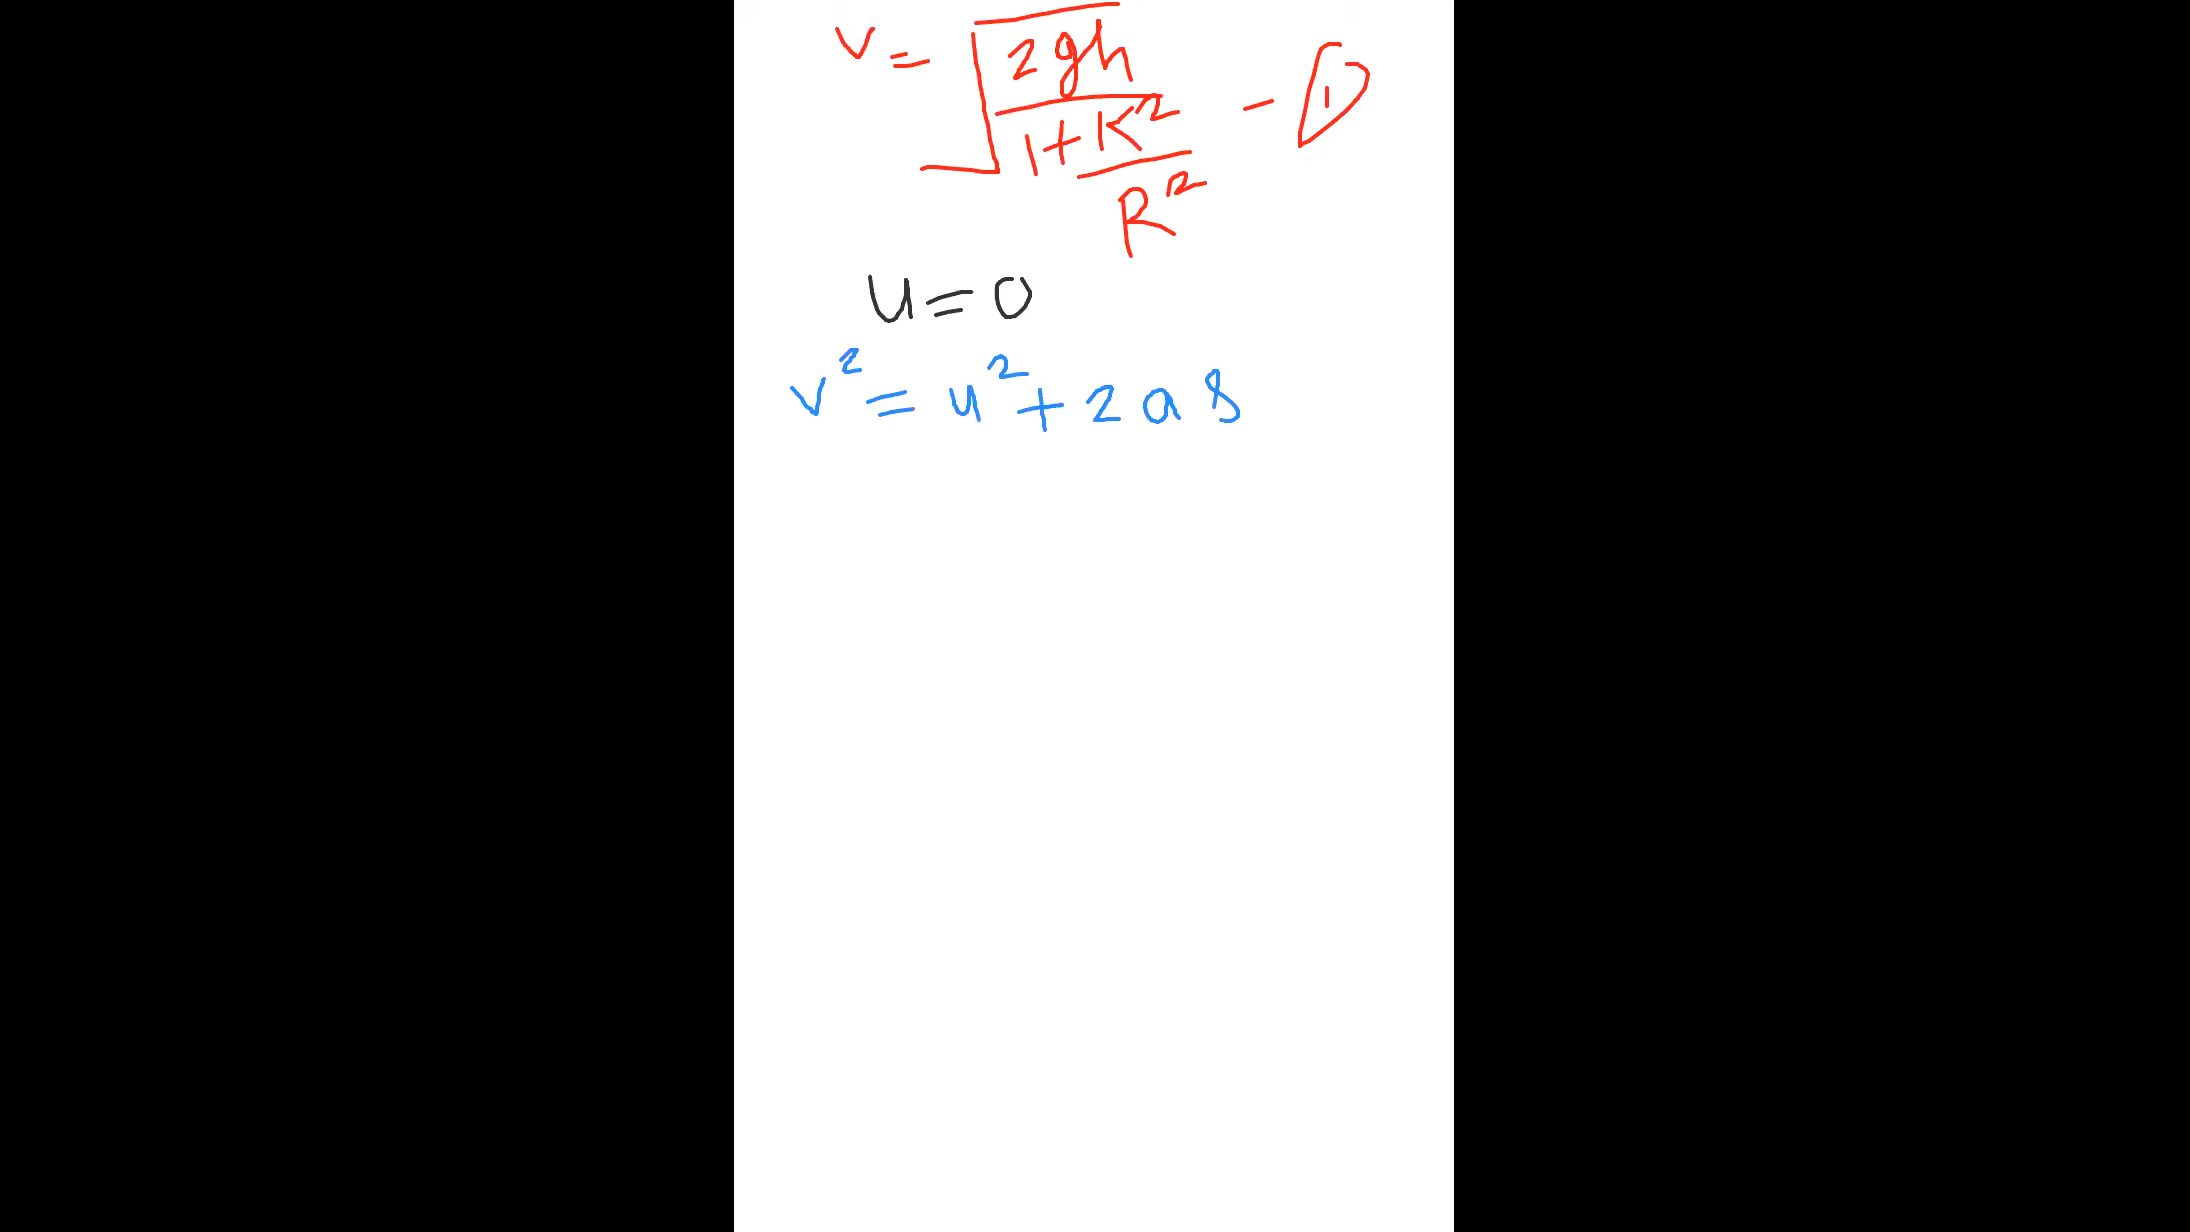 v = √(2gh / (1 + K² / R²)) – ①
u = 0
v² = u² + 2as